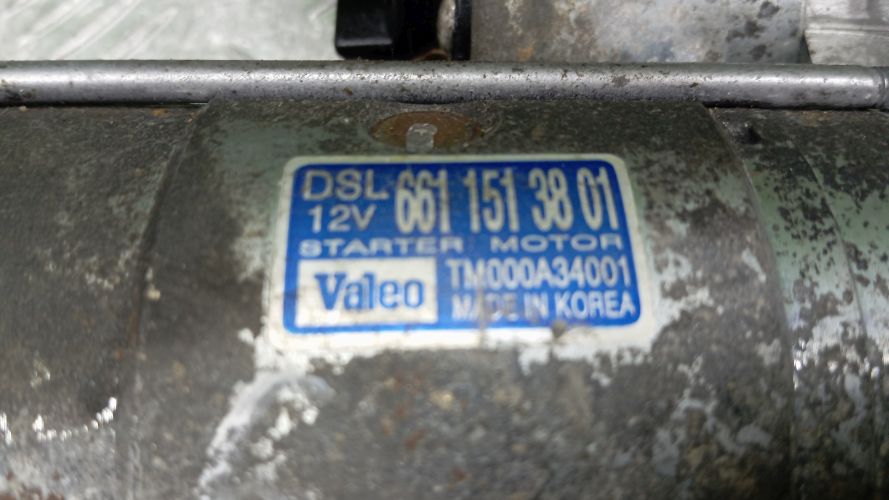 DSL 661 151 38 01
12V
STARTER MOTOR
Valeo TM000A34001
MADE IN KOREA